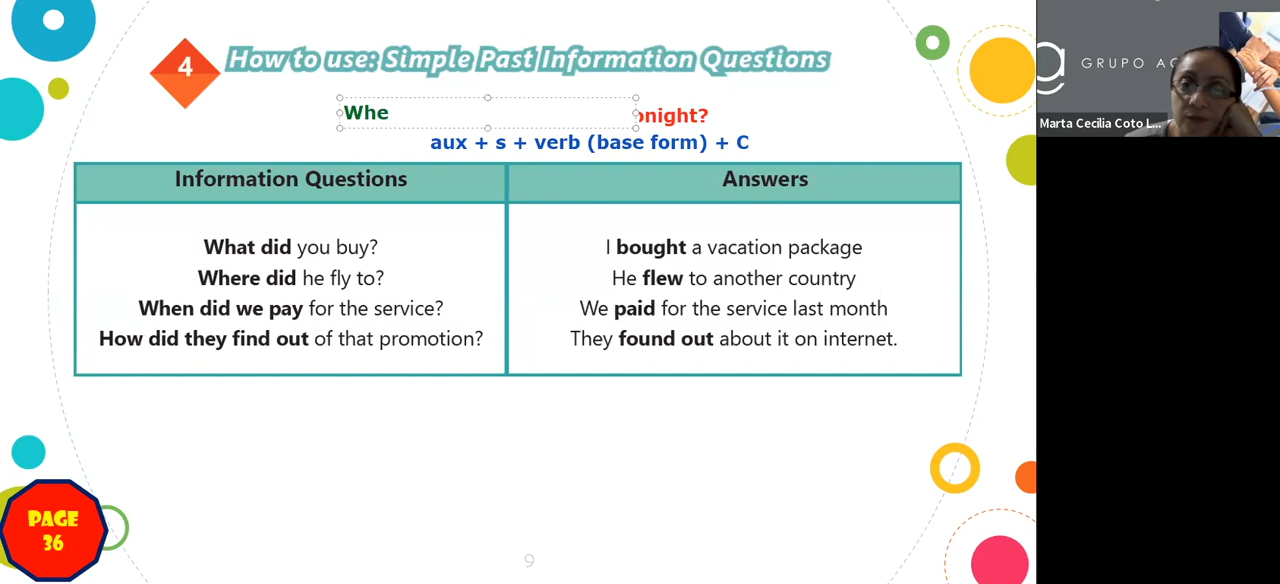 4
How to use: Simple Past Information Questions
Whe
onight?
aux + s + verb (base form) + C
Information Questions
Answers
What did you buy?
I bought a vacation package
Where did he fly to?
He flew to another country
When did we pay for the service?
We paid for the service last month
How did they find out of that promotion?
They found out about it on internet.
PAGE
36
9
GRUPO
Marta Cecilia Coto L...